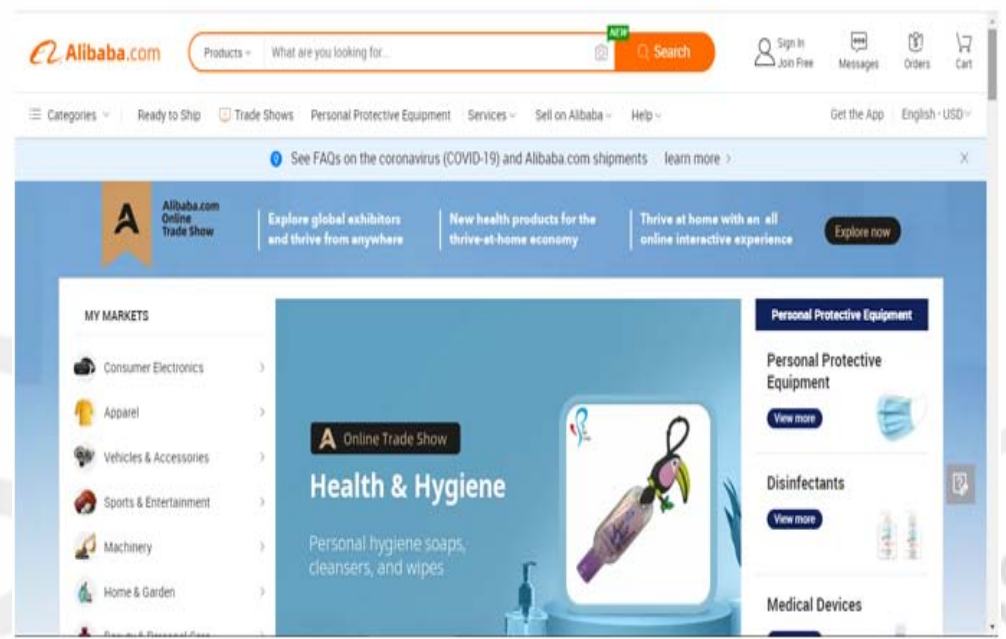 Alibaba.com
Products
What are you looking for...
NEW
Search
Sign In
Join Free
Messages
Orders
Cart
Categories
Ready to Ship
Trade Shows
Personal Protective Equipment
Services
Sell on Alibaba
Help
Get the App
English - USD
See FAQs on the coronavirus (COVID-19) and Alibaba.com shipments learn more >
A
Alibaba.com
Online
Trade Show
Explore global exhibitors
and thrive from anywhere
New health products for the
thrive-at-home economy
Thrive at home with an all
online interactive experience
Explore now
MY MARKETS
Consumer Electronics
Apparel
Vehicles & Accessories
Sports & Entertainment
Machinery
Home & Garden
Beauty & Personal Care
A Online Trade Show
Health & Hygiene
Personal hygiene soaps,
cleansers, and wipes
Personal Protective Equipment
Personal Protective
Equipment
View more
Disinfectants
View more
Medical Devices